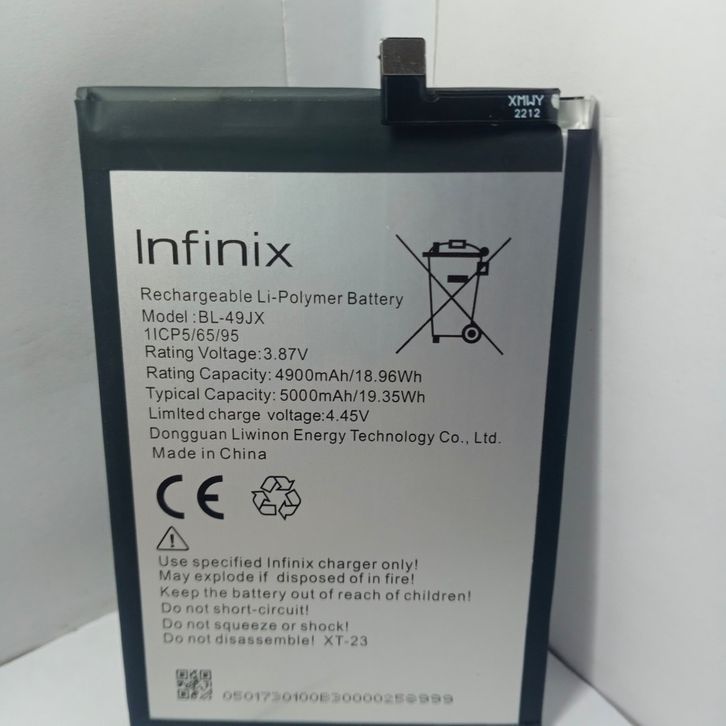 XMWY
2212
Infinix
Rechargeable Li-Polymer Battery
Model :BL-49JX
1ICP5/65/95
Rating Voltage:3.87V
Rating Capacity: 4900mAh/18.96Wh
Typical Capacity: 5000mAh/19.35Wh
Limlted charge voltage:4.45V
Dongguan Liwinon Energy Technology Co., Ltd.
Made in China
CE
Use specified Infinix charger only!
May explode if disposed of in fire!
Keep the battery out of reach of children!
Do not short-circuit!
Do not squeeze or shock!
Do not disassemble! XT-23